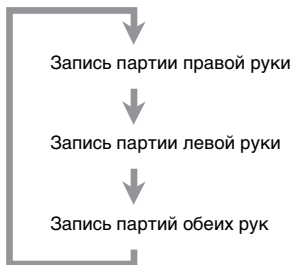 Запись партии правой руки
Запись партии левой руки
Запись партий обеих рук